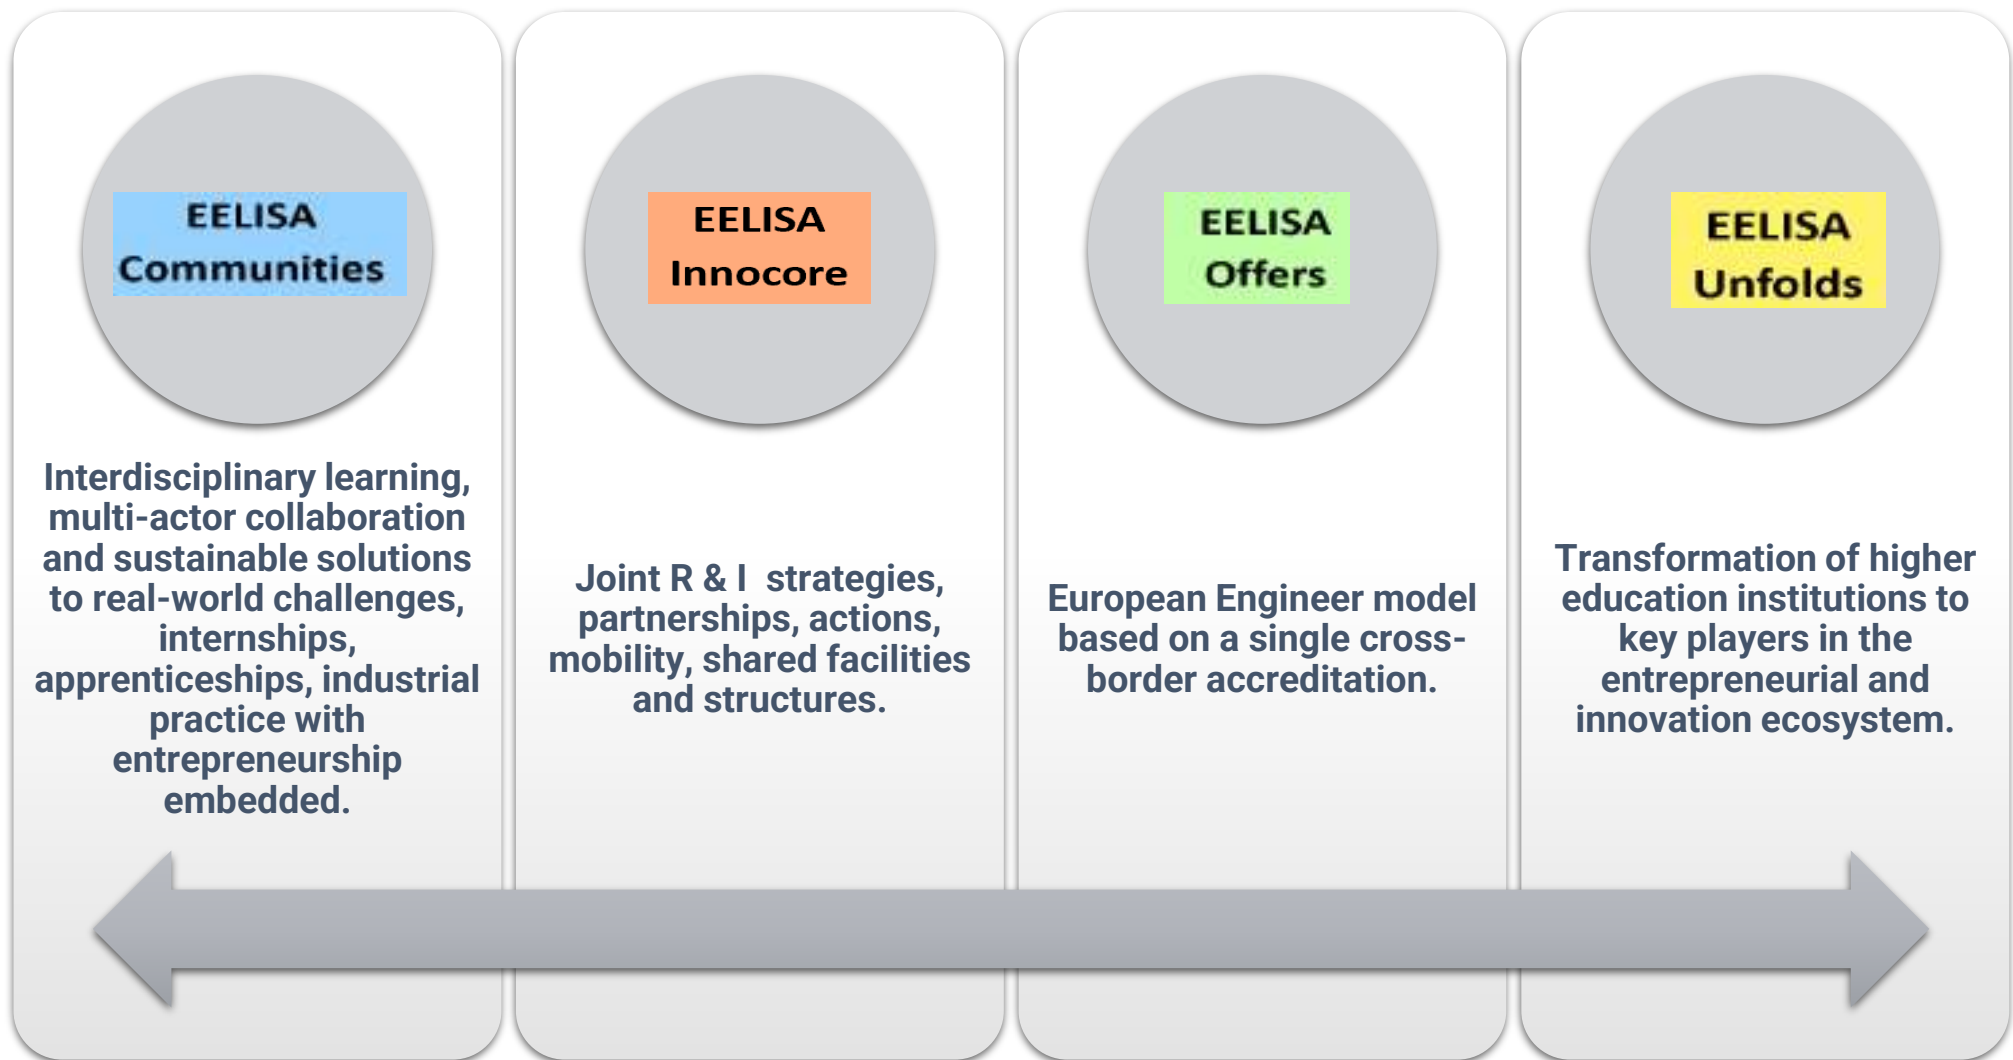 EELISA
Communities
Interdisciplinary learning,
multi-actor collaboration
and sustainable solutions
to real-world challenges,
internships,
apprenticeships, industrial
practice with
entrepreneurship
embedded.
EELISA
Innocore
Joint R & I  strategies,
partnerships, actions,
mobility, shared facilities
and structures.
EELISA
Offers
European Engineer model
based on a single cross-
border accreditation.
EELISA
Unfolds
Transformation of higher
education institutions to
key players in the
entrepreneurial and
innovation ecosystem.